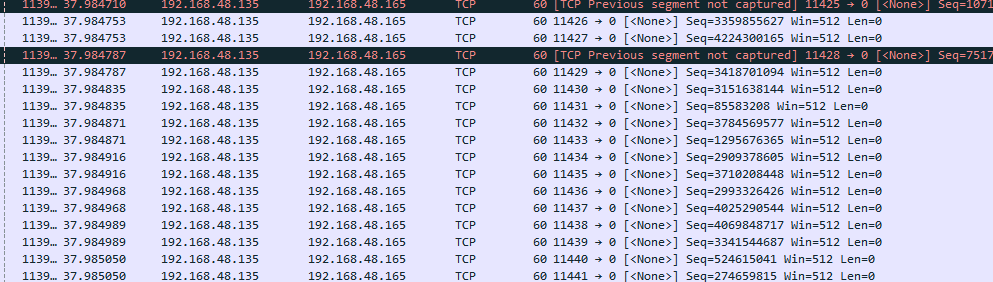 1139… 37.984710 192.168.48.135 192.168.48.165 TCP 60 [TCP Previous segment not captured] 11425 → 0 [<None>] Seq=1071
1139… 37.984753 192.168.48.135 192.168.48.165 TCP 60 11426 → 0 [<None>] Seq=3359855627 Win=512 Len=0
1139… 37.984753 192.168.48.135 192.168.48.165 TCP 60 11427 → 0 [<None>] Seq=4224300165 Win=512 Len=0
1139… 37.984787 192.168.48.135 192.168.48.165 TCP 60 [TCP Previous segment not captured] 11428 → 0 [<None>] Seq=7517
1139… 37.984787 192.168.48.135 192.168.48.165 TCP 60 11429 → 0 [<None>] Seq=3418701094 Win=512 Len=0
1139… 37.984835 192.168.48.135 192.168.48.165 TCP 60 11430 → 0 [<None>] Seq=3151638144 Win=512 Len=0
1139… 37.984835 192.168.48.135 192.168.48.165 TCP 60 11431 → 0 [<None>] Seq=85583208 Win=512 Len=0
1139… 37.984871 192.168.48.135 192.168.48.165 TCP 60 11432 → 0 [<None>] Seq=3784569577 Win=512 Len=0
1139… 37.984871 192.168.48.135 192.168.48.165 TCP 60 11433 → 0 [<None>] Seq=1295676365 Win=512 Len=0
1139… 37.984916 192.168.48.135 192.168.48.165 TCP 60 11434 → 0 [<None>] Seq=2909378605 Win=512 Len=0
1139… 37.984916 192.168.48.135 192.168.48.165 TCP 60 11435 → 0 [<None>] Seq=3710208448 Win=512 Len=0
1139… 37.984968 192.168.48.135 192.168.48.165 TCP 60 11436 → 0 [<None>] Seq=2993326426 Win=512 Len=0
1139… 37.984968 192.168.48.135 192.168.48.165 TCP 60 11437 → 0 [<None>] Seq=4025290544 Win=512 Len=0
1139… 37.984989 192.168.48.135 192.168.48.165 TCP 60 11438 → 0 [<None>] Seq=4069848717 Win=512 Len=0
1139… 37.984989 192.168.48.135 192.168.48.165 TCP 60 11439 → 0 [<None>] Seq=3341544687 Win=512 Len=0
1139… 37.985050 192.168.48.135 192.168.48.165 TCP 60 11440 → 0 [<None>] Seq=524615041 Win=512 Len=0
1139… 37.985050 192.168.48.135 192.168.48.165 TCP 60 11441 → 0 [<None>] Seq=274659815 Win=512 Len=0